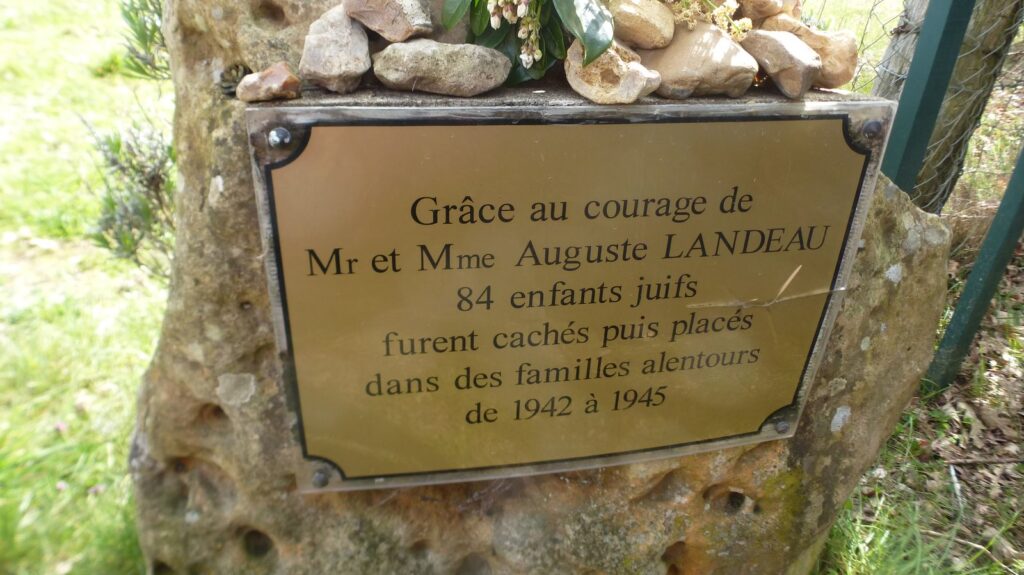 Grâce au courage de
Mr et Mme Auguste LANDEAU
84 enfants juifs
furent cachés puis placés
dans des familles alentours
de 1942 à 1945